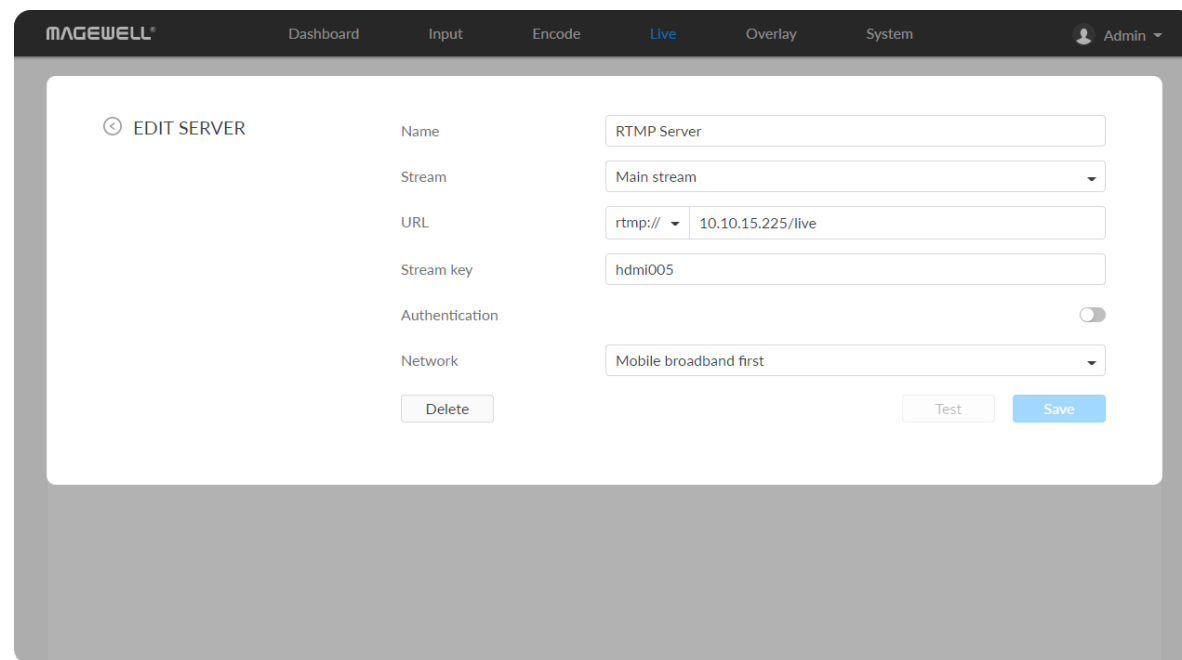 MAGEWELL®
Dashboard Input Encode Live Overlay System Admin
EDIT SERVER
Name RTMP Server
Stream Main stream
URL rtmp:// 10.10.15.225/live
Stream key hdmi005
Authentication
Network Mobile broadband first
Delete Test Save